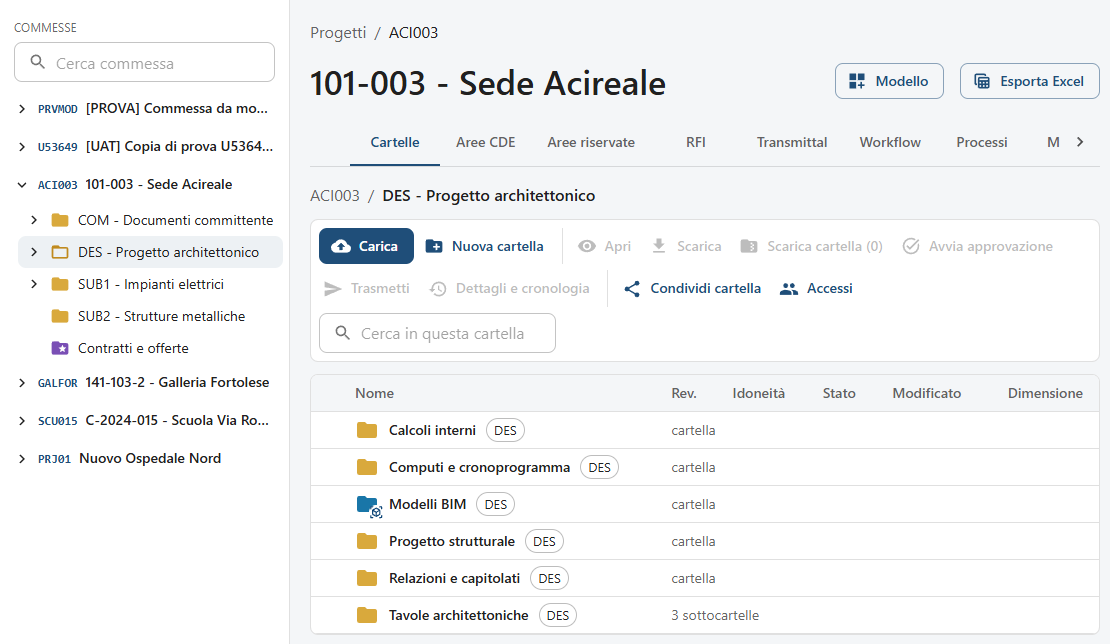 COMMESSE
Cerca commessa
PRVMOD [PROVA] Commessa da mo...
U53649 [UAT] Copia di prova U5364...
ACI003 101-003 - Sede Acireale
COM - Documenti committente
DES - Progetto architettonico
SUB1 - Impianti elettrici
SUB2 - Strutture metalliche
Contratti e offerte
GALFOR 141-103-2 - Galleria Fortolese
SCU015 C-2024-015 - Scuola Via Ro...
PRJ01 Nuovo Ospedale Nord
Progetti / ACI003
101-003 - Sede Acireale
Modello
Esporta Excel
Cartelle Aree CDE Aree riservate RFI Transmittal Workflow Processi M
ACI003 / DES - Progetto architettonico
Carica Nuova cartella Apri Scarica Scarica cartella (0) Avvia approvazione
Trasmetti Dettagli e cronologia Condividi cartella Accessi
Cerca in questa cartella
Nome Rev. Idoneità Stato Modificato Dimensione
Calcoli interni DES cartella
Computi e cronoprogramma DES cartella
Modelli BIM DES cartella
Progetto strutturale DES cartella
Relazioni e capitolati DES cartella
Tavole architettoniche DES 3 sottocartelle